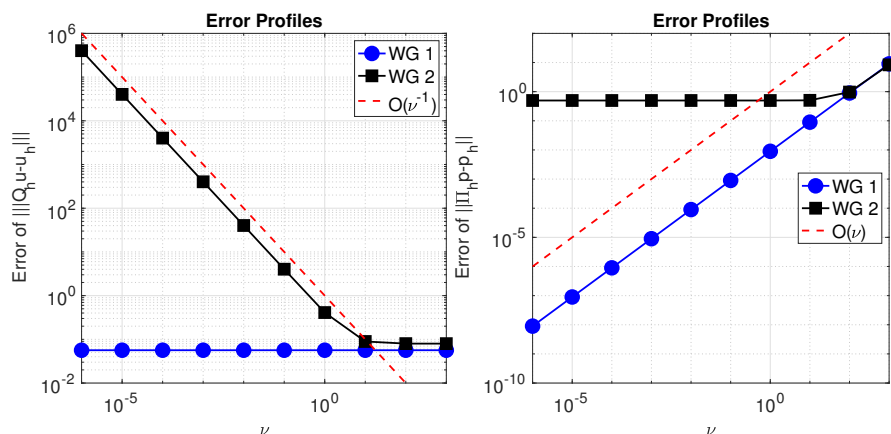 Error Profiles
Error of |||Q_h u-u_h|||
10^6
10^4
10^2
10^0
10^-2
10^-5
10^0
ν
WG 1
WG 2
O(ν^-1)
Error Profiles
Error of ||Π_h p-p_h||
10^0
10^-5
10^-10
10^-5
10^0
ν
WG 1
WG 2
O(ν)